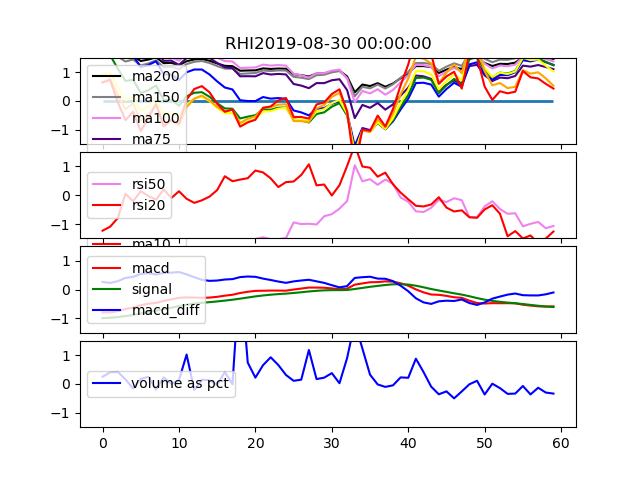 RHI2019-08-30 00:00:00
1
0
−1
ma200
ma150
ma100
ma75
1
0
−1
rsi50
rsi20
ma10
1
0
−1
macd
signal
macd_diff
1
0
−1
volume as pct
0 10 20 30 40 50 60